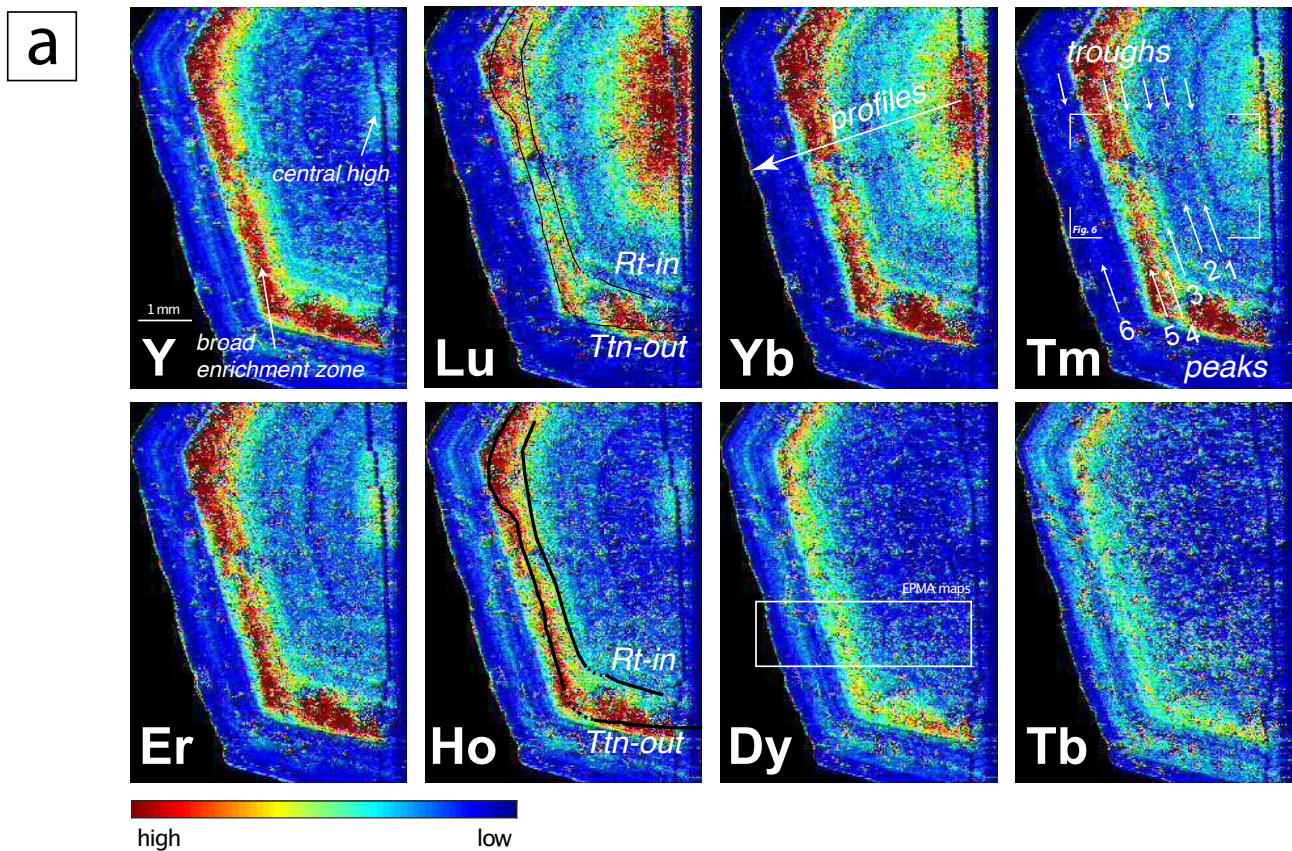 a
central high
1 mm
broad
enrichment zone
Y
Rt-in
Ttn-out
Lu
profiles
Yb
troughs
Fig. 6
1
2
3
4
5
6
peaks
Tm
Er
Rt-in
Ttn-out
Ho
EPMA maps
Dy
Tb
high
low